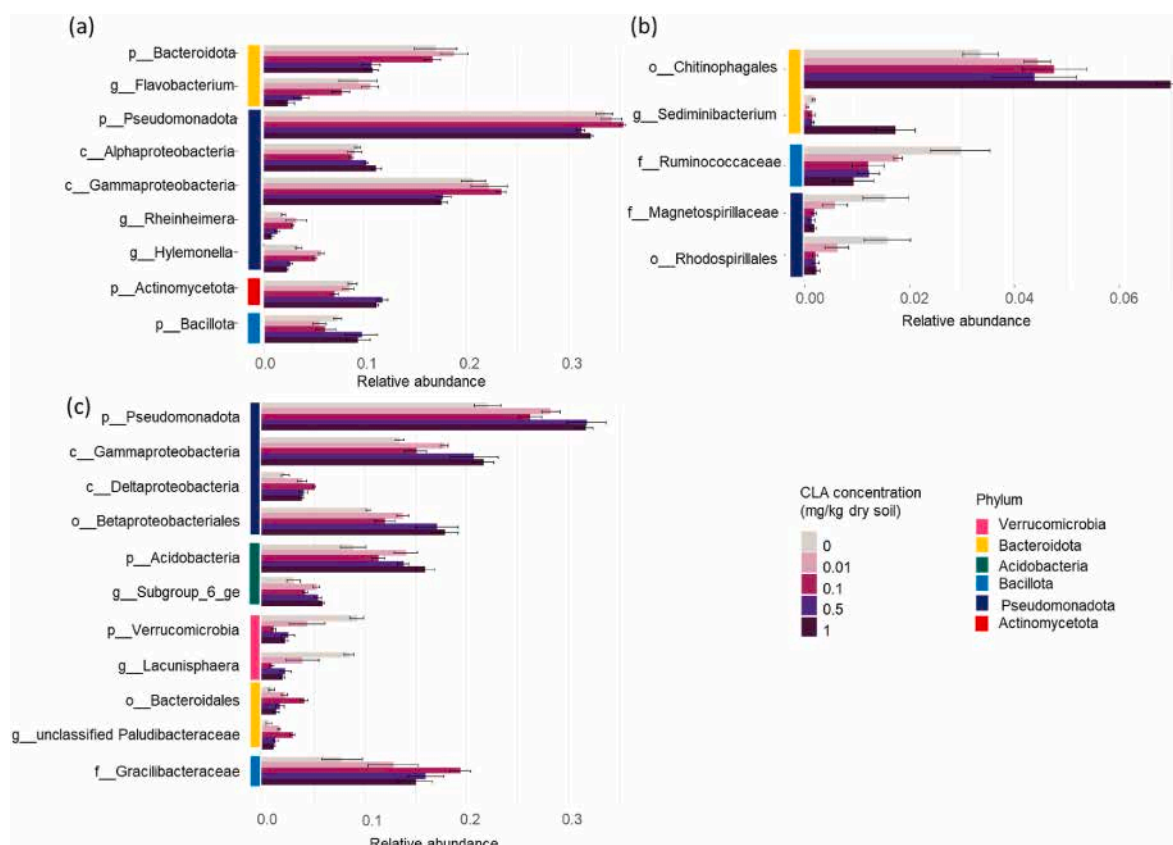 (a)
p__Bacteroidota
g__Flavobacterium
p__Pseudomonadota
c__Alphaproteobacteria
c__Gammaproteobacteria
g__Rheinheimera
g__Hylemonella
p__Actinomycetota
p__Bacillota
0.0 0.1 0.2 0.3
Relative abundance
(b)
o__Chitinophagales
g__Sediminibacterium
f__Ruminococcaceae
f__Magnetospirillaceae
o__Rhodospirillales
0.00 0.02 0.04 0.06
Relative abundance
(c)
p__Pseudomonadota
c__Gammaproteobacteria
c__Deltaproteobacteria
o__Betaproteobacteriales
p__Acidobacteria
g__Subgroup_6_ge
p__Verrucomicrobia
g__Lacunisphaera
o__Bacteroidales
g__unclassified Paludibacteraceae
f__Gracilibacteraceae
0.0 0.1 0.2 0.3
Relative abundance
CLA concentration
(mg/kg dry soil)
0
0.01
0.1
0.5
1
Phylum
Verrucomicrobia
Bacteroidota
Acidobacteria
Bacillota
Pseudomonadota
Actinomycetota